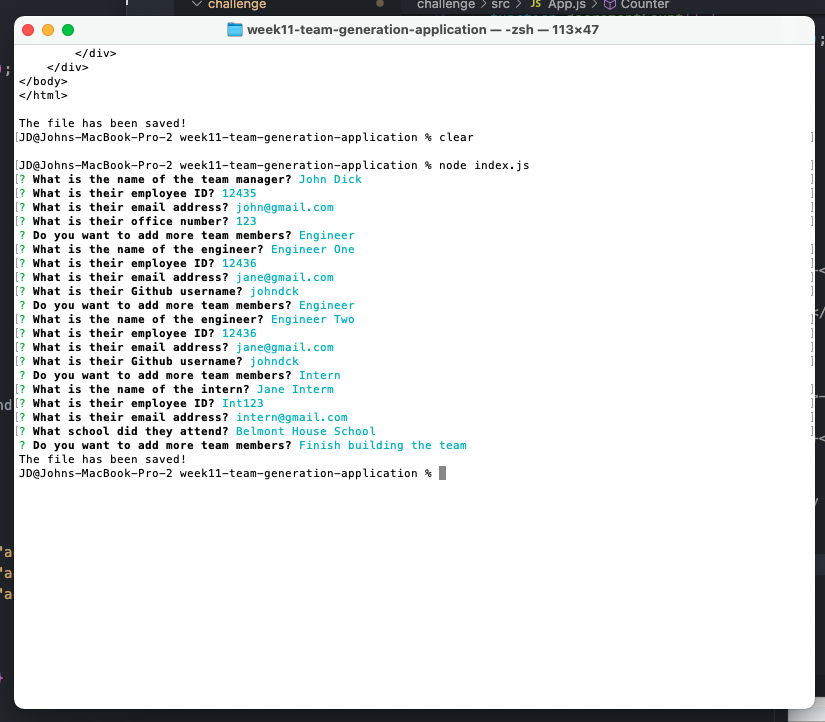 challenge
challenge > src > JS App.js > Counter
week11-team-generation-application — -zsh — 113×47
</div>
</div>
</body>
</html>
The file has been saved!
[JD@Johns-MacBook-Pro-2 week11-team-generation-application % clear ]
[JD@Johns-MacBook-Pro-2 week11-team-generation-application % node index.js ]
[? What is the name of the team manager? John Dick ]
[? What is their employee ID? 12435 ]
[? What is their email address? john@gmail.com ]
[? What is their office number? 123 ]
? Do you want to add more team members? Engineer
[? What is the name of the engineer? Engineer One ]
[? What is their employee ID? 12436 ]
[? What is their email address? jane@gmail.com ]
[? What is their Github username? johndck ]
? Do you want to add more team members? Engineer
[? What is the name of the engineer? Engineer Two ]
[? What is their employee ID? 12436 ]
[? What is their email address? jane@gmail.com ]
[? What is their Github username? johndck ]
? Do you want to add more team members? Intern
[? What is the name of the intern? Jane Interm ]
[? What is their employee ID? Int123 ]
[? What is their email address? intern@gmail.com ]
[? What school did they attend? Belmont House School ]
? Do you want to add more team members? Finish building the team
The file has been saved!
JD@Johns-MacBook-Pro-2 week11-team-generation-application %